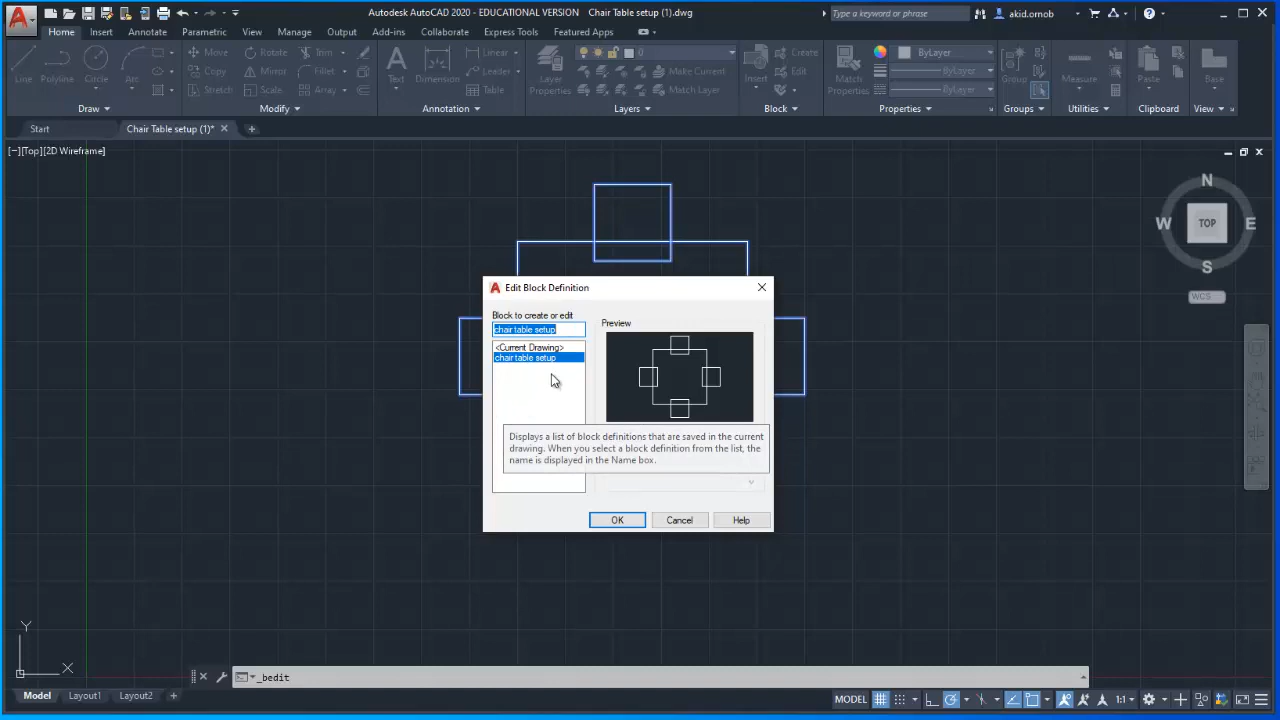 Autodesk AutoCAD 2020 - EDUCATIONAL VERSION Chair Table setup (1).dwg
Type a keyword or phrase
akid.ornob
Home Insert Annotate Parametric View Manage Output Add-ins Collaborate Express Tools Featured Apps
Line
Polyline
Circle
Arc
Move
Rotate
Trim
Copy
Mirror
Fillet
Stretch
Scale
Array
Text
Dimension
Linear
Leader
Table
Layer
Properties
0
Make Current
Match Layer
Insert
Create
Edit
Match
Properties
ByLayer
ByLayer
ByLayer
Group
Measure
Paste
Base
Draw Modify Annotation Layers Block Properties Groups Utilities Clipboard View
Start
Chair Table setup (1)*
[−][Top][2D Wireframe]
N
W
TOP
E
S
WCS
Edit Block Definition
Block to create or edit
chair table setup
<Current Drawing>
chair table setup
Preview
Displays a list of block definitions that are saved in the current
drawing. When you select a block definition from the list, the
name is displayed in the Name box.
OK Cancel Help
Y
X
_bedit
Model Layout1 Layout2
MODEL
1:1